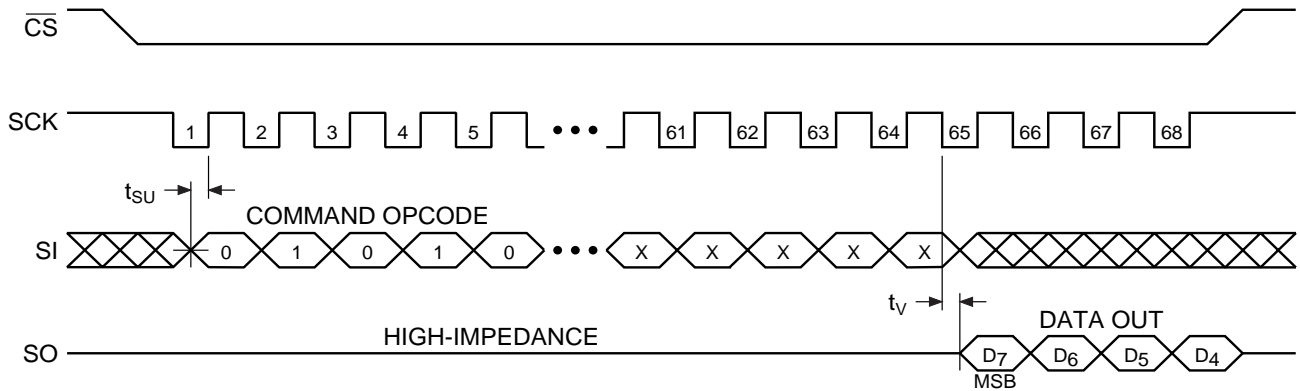 CS
SCK 1 2 3 4 5 ••• 61 62 63 64 65 66 67 68
tSU
COMMAND OPCODE
SI 0 1 0 1 0 ••• X X X X X
tV
HIGH-IMPEDANCE
DATA OUT
SO D7 D6 D5 D4
MSB